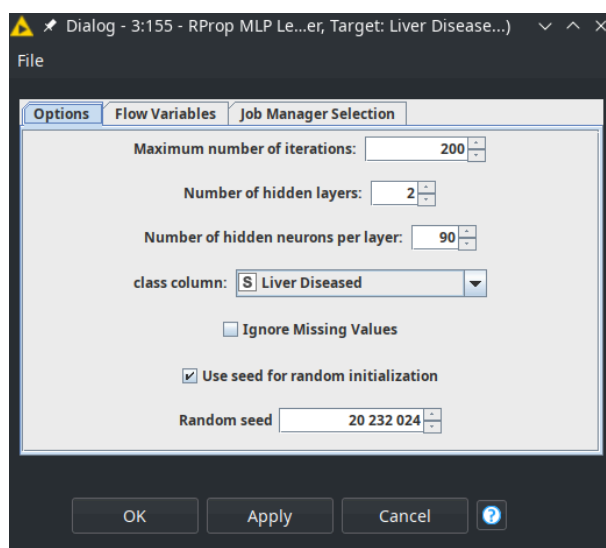 Dialog - 3:155 - RProp MLP Le...er, Target: Liver Disease...)
File
Options Flow Variables Job Manager Selection
Maximum number of iterations: 200
Number of hidden layers: 2
Number of hidden neurons per layer: 90
class column: S Liver Diseased
Ignore Missing Values
Use seed for random initialization
Random seed 20 232 024
OK Apply Cancel ?